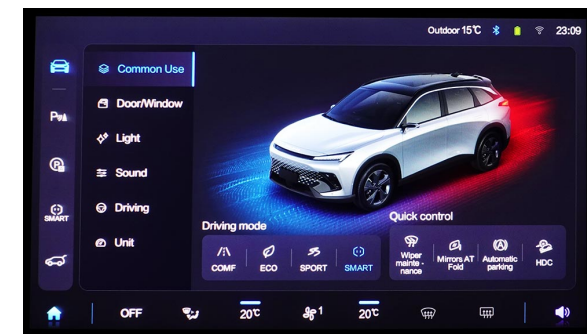 Outdoor 15℃ 23:09
Common Use
Door/Window
Light
Sound
Driving
Unit
P
SMART
Driving mode
COMF ECO SPORT SMART
Quick control
Wiper
mainte -
nance
Mirrors AT
Fold
Automatic
parking
HDC
OFF 20℃ 1 20℃